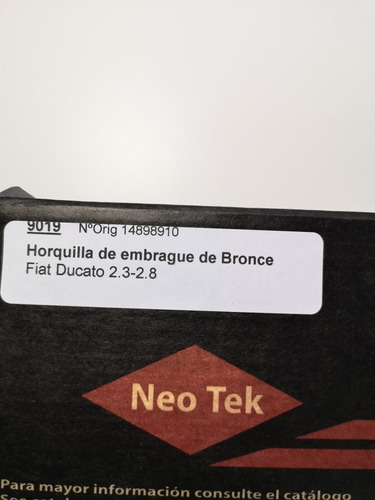 9019 NºOrig 14898910
Horquilla de embrague de Bronce
Fiat Ducato 2.3-2.8
Neo Tek
Para mayor información consulte el catálogo